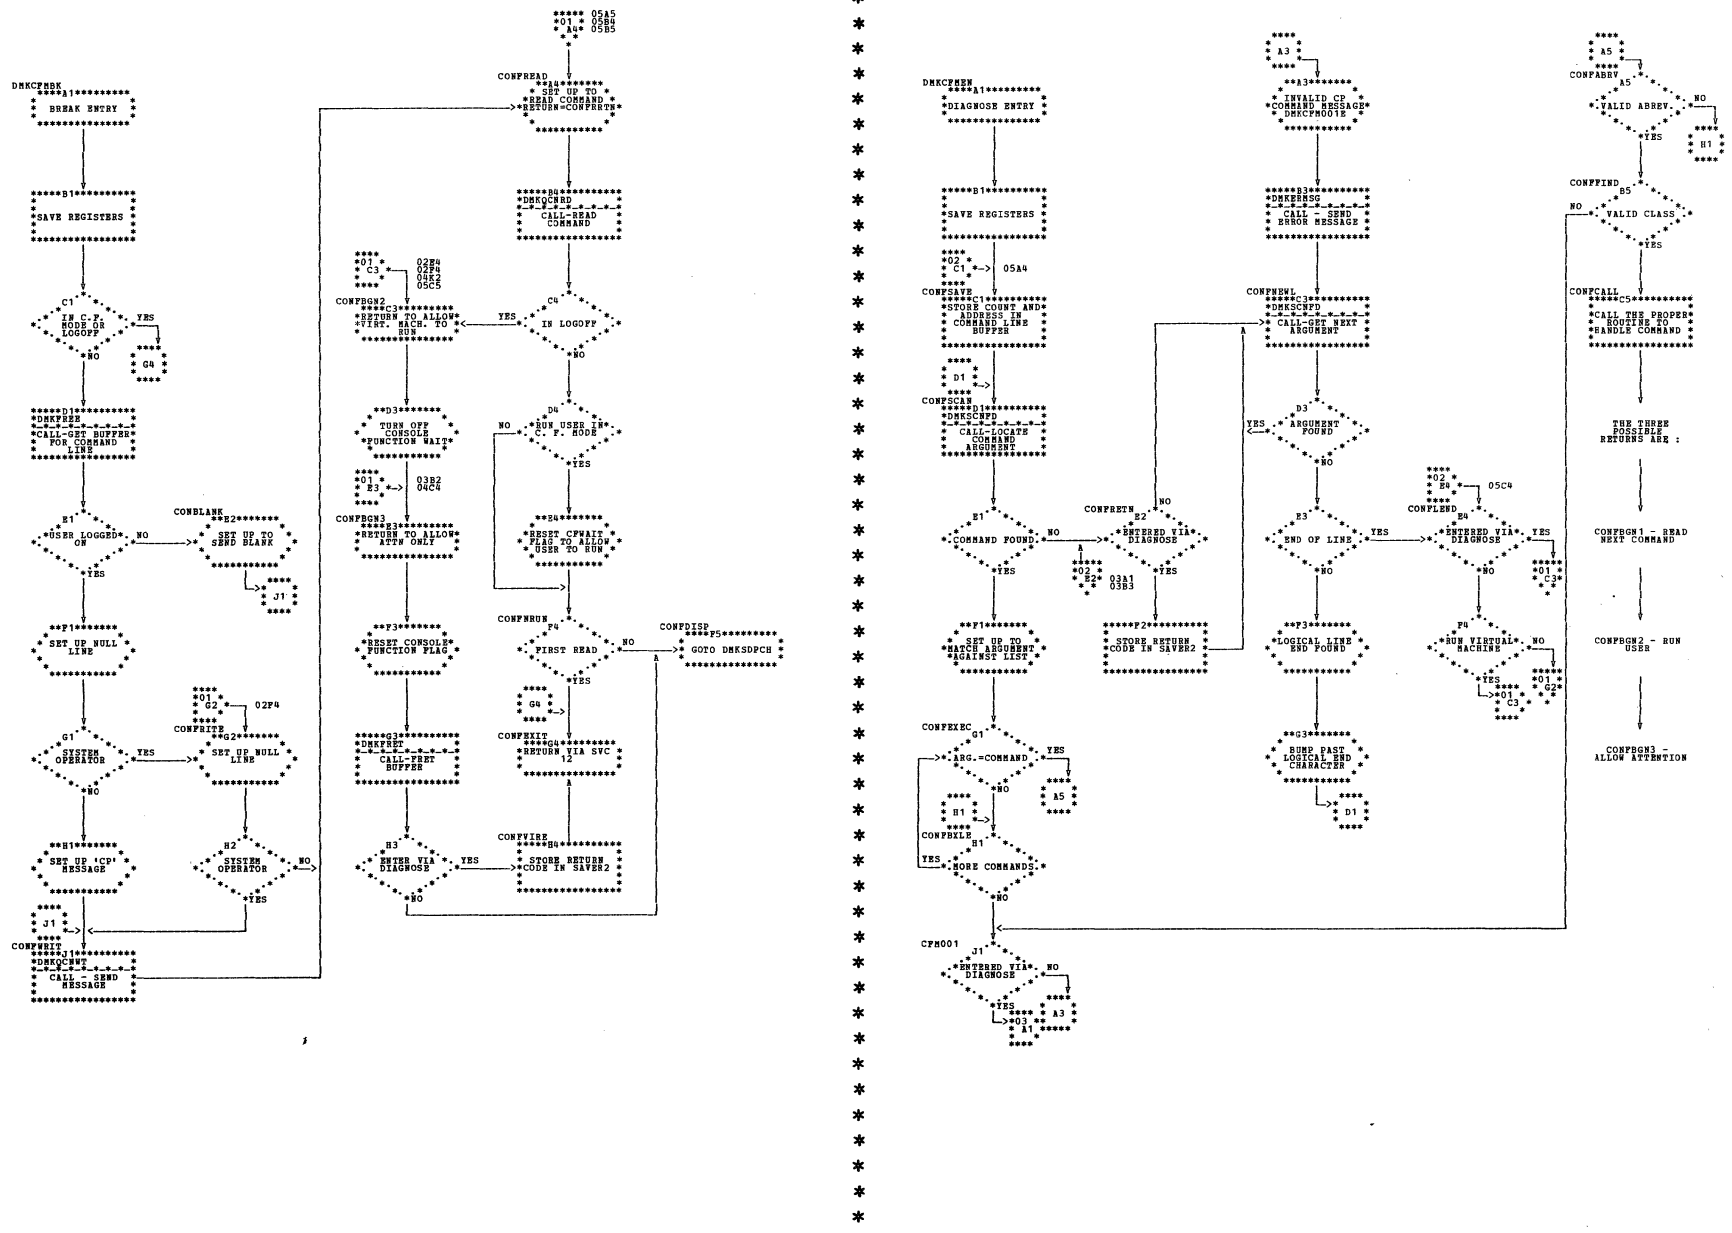 05A5
01 05B4
A4 05B5
CONFREAD
A4
SET UP TO
READ COMMAND
RETURN=CONFRRTN
DMKCFMBK
A1
BREAK ENTRY
B1
SAVE REGISTERS
B4
DMKQCNRD
CALL-READ
COMMAND
01
C3
02E4
02F4
04K2
05C5
C1
IN C.F.
MODE OR
LOGOFF
YES
NO
G4
CONFBGN2
C3
RETURN TO ALLOW
VIRT. MACH. TO
RUN
YES
C4
IN LOGOFF
NO
D1
DMKFREE
CALL-GET BUFFER
FOR COMMAND
LINE
D3
TURN OFF
CONSOLE
FUNCTION WAIT
NO
D4
RUN USER IN
C. F. MODE
YES
01
E3
03B2
04C4
E1
USER LOGGED
ON
NO
YES
CONBLANK
E2
SET UP TO
SEND BLANK
J1
CONFBGN3
E3
RETURN TO ALLOW
ATTN ONLY
E4
RESET CFWAIT
FLAG TO ALLOW
USER TO RUN
F1
SET UP NULL
LINE
F3
RESET CONSOLE
FUNCTION FLAG
CONFNRUN
F4
FIRST READ
NO
YES
CONFDISP
F5
GOTO DMKSDPCH
01
G2
02F4
G4
G1
SYSTEM
OPERATOR
YES
NO
CONFRITE
G2
SET UP NULL
LINE
G3
DMKFRET
CALL-FRET
BUFFER
CONFEXIT
G4
RETURN VIA SVC
12
H1
SET UP 'CP'
MESSAGE
H2
SYSTEM
OPERATOR
NO
YES
H3
ENTER VIA
DIAGNOSE
YES
NO
CONFVIRE
H4
STORE RETURN
CODE IN SAVER2
J1
CONFWRIT
J1
DMKQCNWT
CALL - SEND
MESSAGE
A3
A5
DMKCFMEN
A1
DIAGNOSE ENTRY
A3
INVALID CP
COMMAND MESSAGE
DMKCFM001E
CONFABRV
A5
VALID ABREV.
NO
YES
H1
B1
SAVE REGISTERS
B3
DMKERMSG
CALL - SEND
ERROR MESSAGE
CONFFIND
B5
VALID CLASS
NO
YES
02
C1
05A4
CONFSAVE
C1
STORE COUNT AND
ADDRESS IN
COMMAND LINE
BUFFER
CONFNEWL
C3
DMKSCNFD
CALL-GET NEXT
ARGUMENT
CONFCALL
C5
CALL THE PROPER
ROUTINE TO
HANDLE COMMAND
D1
CONFSCAN
D1
DMKSCNFD
CALL-LOCATE
COMMAND
ARGUMENT
D3
ARGUMENT
FOUND
YES
NO
THE THREE
POSSIBLE
RETURNS ARE :
02
E4
05C4
E1
COMMAND FOUND
NO
YES
02
E2
03A1
03B3
CONFRETN
E2
ENTERED VIA
DIAGNOSE
NO
YES
E3
END OF LINE
YES
NO
CONFLEND
E4
ENTERED VIA
DIAGNOSE
YES
NO
01
C3
CONFBGN1 - READ
NEXT COMMAND
F1
SET UP TO
MATCH ARGUMENT
AGAINST LIST
F2
STORE RETURN
CODE IN SAVER2
F3
LOGICAL LINE
END FOUND
F4
RUN VIRTUAL
MACHINE
NO
YES
01
G2
01
C3
CONFBGN2 - RUN
USER
CONFEXEC
G1
ARG.=COMMAND
YES
NO
A5
G3
BUMP PAST
LOGICAL END
CHARACTER
D1
CONFBGN3 -
ALLOW ATTENTION
H1
CONFBXLE
H1
MORE COMMANDS
YES
NO
CFM001
J1
ENTERED VIA
DIAGNOSE
NO
YES
A3
03
A1